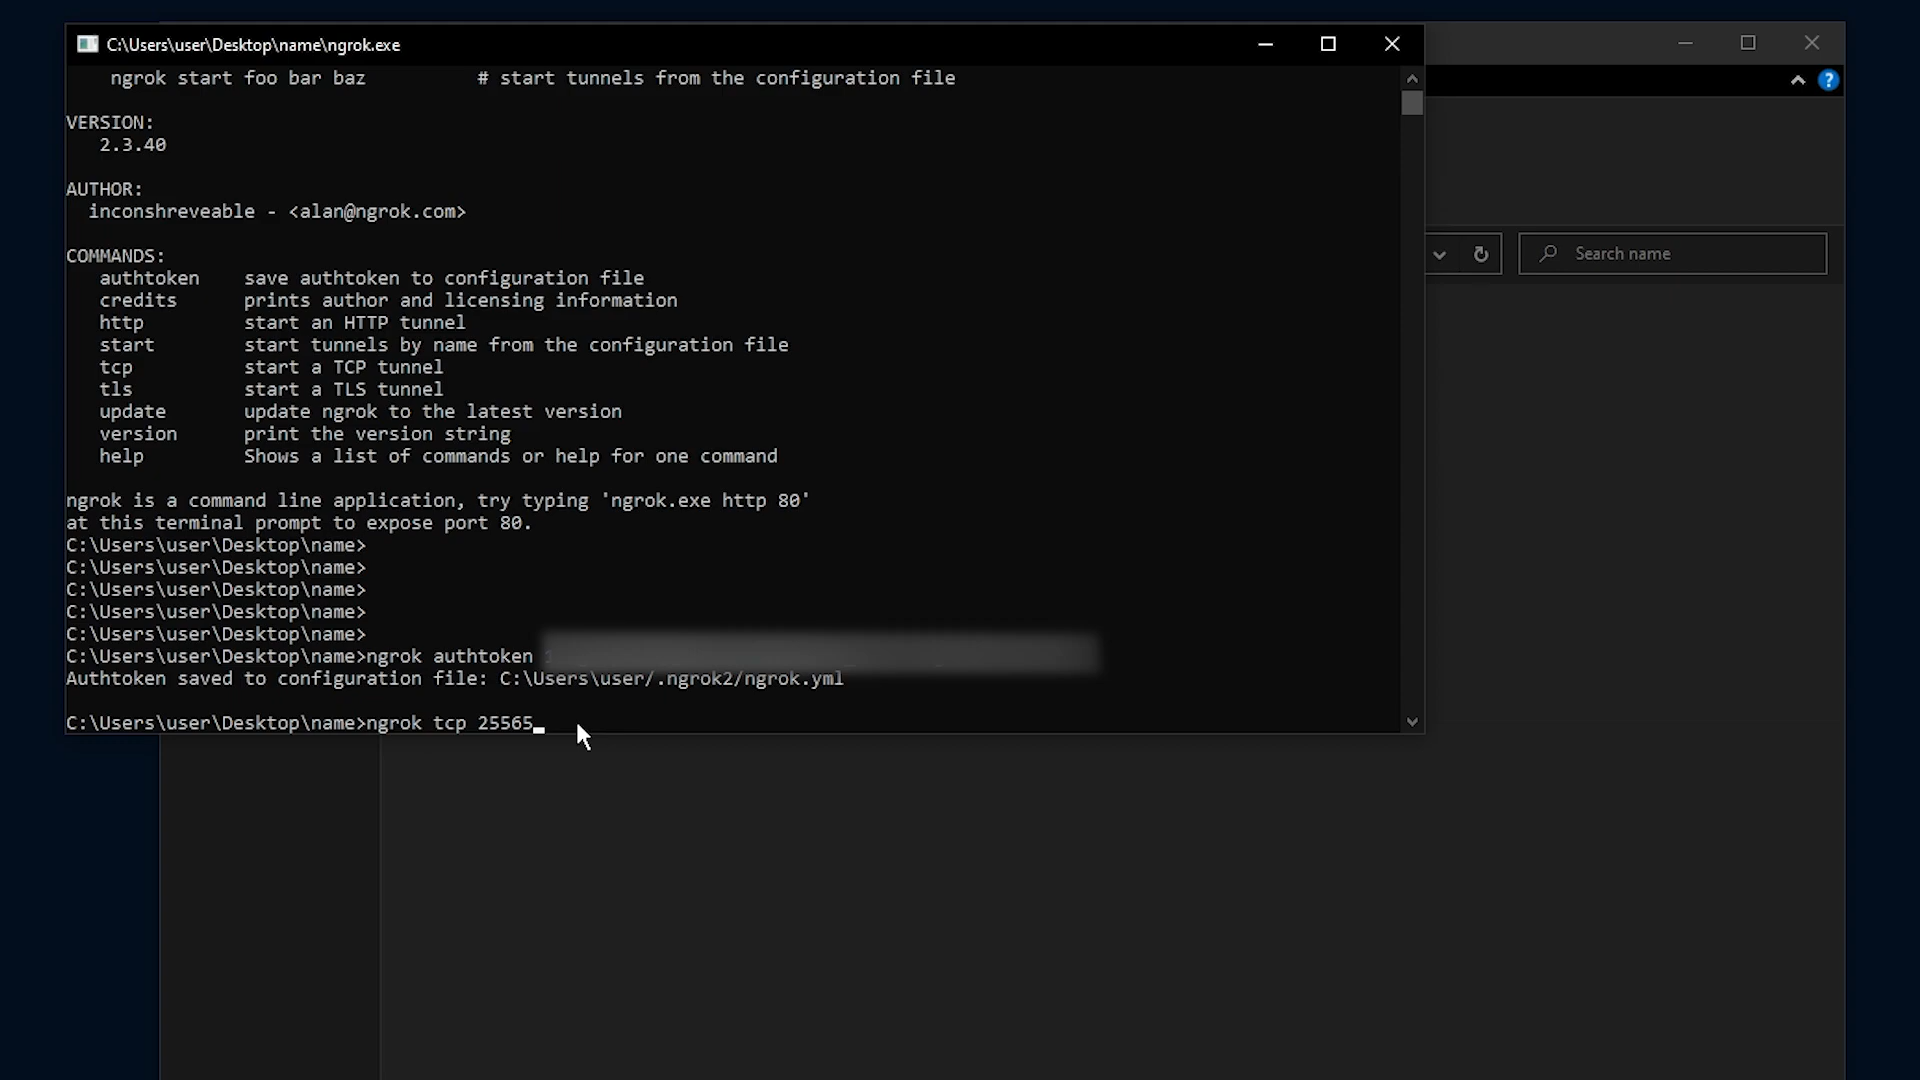 C:\Users\user\Desktop\name\ngrok.exe
ngrok start foo bar baz # start tunnels from the configuration file
VERSION:
2.3.40
AUTHOR:
inconshreveable - <alan@ngrok.com>
COMMANDS:
authtoken save authtoken to configuration file
credits prints author and licensing information
http start an HTTP tunnel
start start tunnels by name from the configuration file
tcp start a TCP tunnel
tls start a TLS tunnel
update update ngrok to the latest version
version print the version string
help Shows a list of commands or help for one command
ngrok is a command line application, try typing 'ngrok.exe http 80'
at this terminal prompt to expose port 80.
C:\Users\user\Desktop\name>
C:\Users\user\Desktop\name>
C:\Users\user\Desktop\name>
C:\Users\user\Desktop\name>
C:\Users\user\Desktop\name>
C:\Users\user\Desktop\name>ngrok authtoken
Authtoken saved to configuration file: C:\Users\user/.ngrok2/ngrok.yml
C:\Users\user\Desktop\name>ngrok tcp 25565_
?
Search name